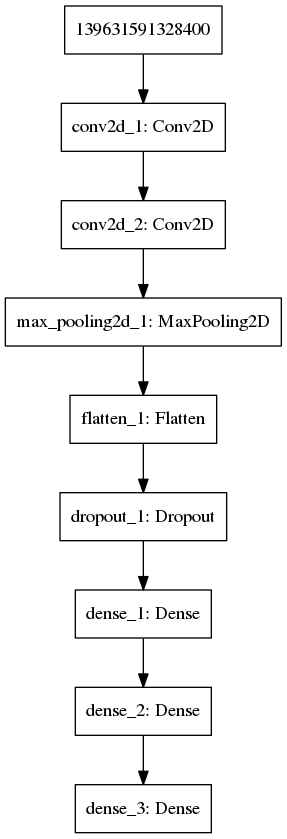 139631591328400
conv2d_1: Conv2D
conv2d_2: Conv2D
max_pooling2d_1: MaxPooling2D
flatten_1: Flatten
dropout_1: Dropout
dense_1: Dense
dense_2: Dense
dense_3: Dense